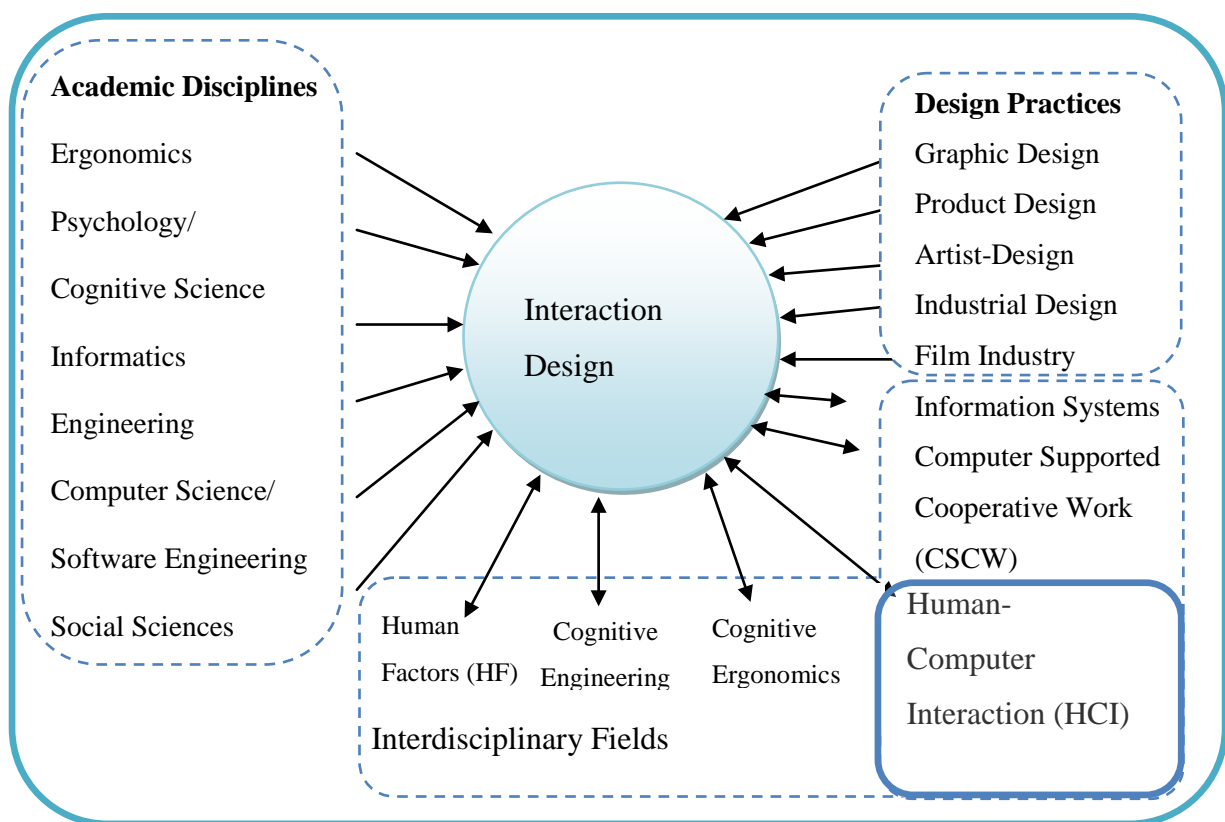 Academic Disciplines
Ergonomics
Psychology/
Cognitive Science
Informatics
Engineering
Computer Science/
Software Engineering
Social Sciences
Interaction
Design
Design Practices
Graphic Design
Product Design
Artist-Design
Industrial Design
Film Industry
Information Systems
Computer Supported
Cooperative Work
(CSCW)
Human-
Computer
Interaction (HCI)
Human
Factors (HF)
Cognitive
Engineering
Cognitive
Ergonomics
Interdisciplinary Fields